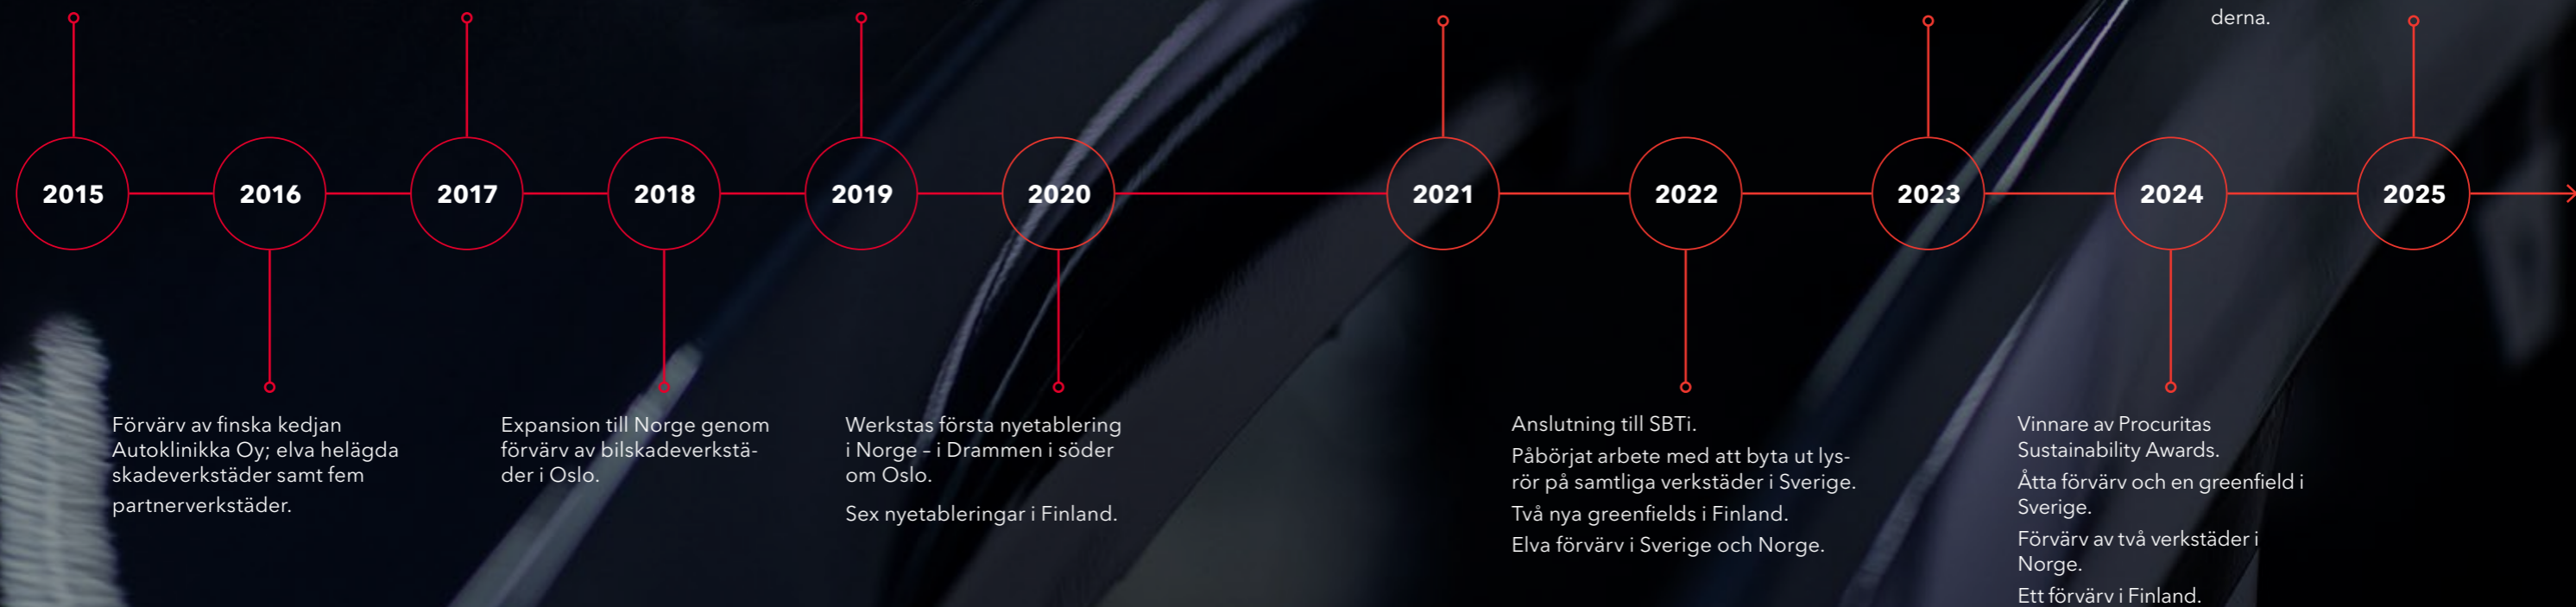 derna.
2015
2016
2017
2018
2019
2020
2021
2022
2023
2024
2025
Förvärv av finska kedjan
Autoklinikka Oy; elva helägda
skadeverkstäder samt fem
partnerverkstäder.
Expansion till Norge genom
förvärv av bilskadeverkstä-
der i Oslo.
Werkstas första nyetablering
i Norge – i Drammen i söder
om Oslo.
Sex nyetableringar i Finland.
Anslutning till SBTi.
Påbörjat arbete med att byta ut lys-
rör på samtliga verkstäder i Sverige.
Två nya greenfields i Finland.
Elva förvärv i Sverige och Norge.
Vinnare av Procuritas
Sustainability Awards.
Åtta förvärv och en greenfield i
Sverige.
Förvärv av två verkstäder i
Norge.
Ett förvärv i Finland.